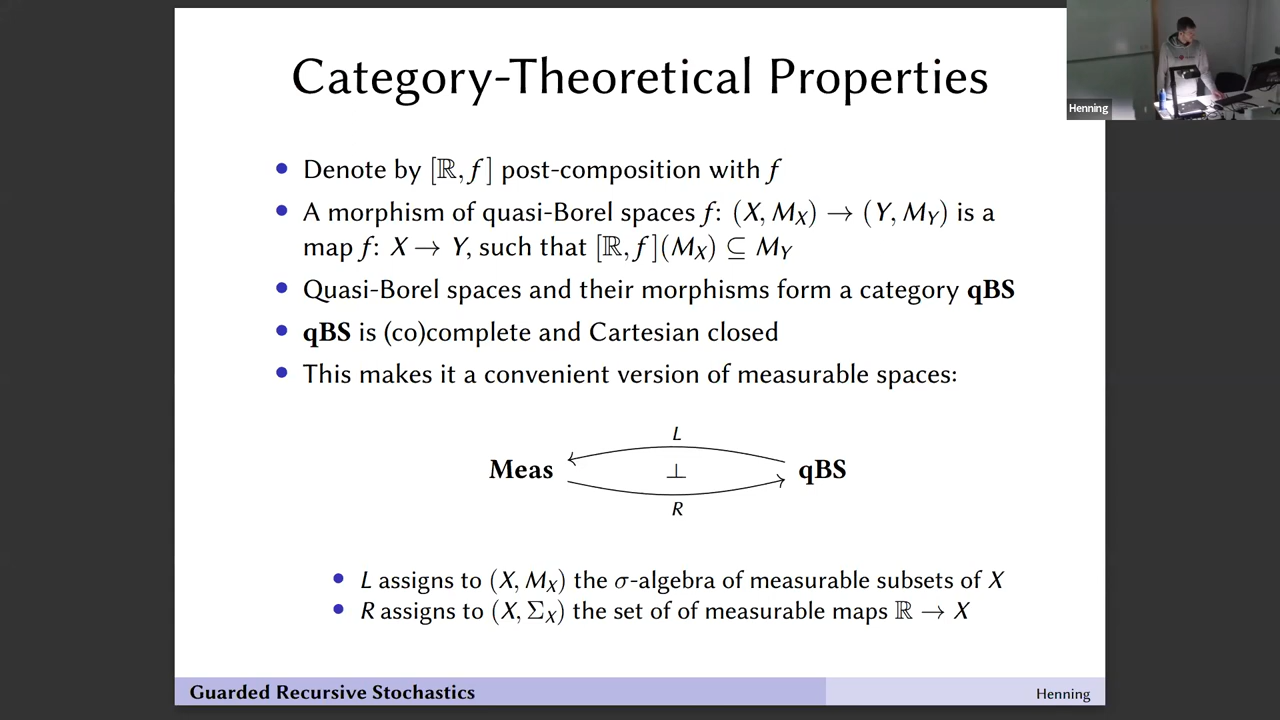 Category-Theoretical Properties
Henning
• Denote by [ℝ, f] post-composition with f
• A morphism of quasi-Borel spaces f: (X, M_X) → (Y, M_Y) is a
map f: X → Y, such that [ℝ, f](M_X) ⊆ M_Y
• Quasi-Borel spaces and their morphisms form a category qBS
• qBS is (co)complete and Cartesian closed
• This makes it a convenient version of measurable spaces:
L
Meas ⊥ qBS
R
• L assigns to (X, M_X) the σ-algebra of measurable subsets of X
• R assigns to (X, Σ_X) the set of of measurable maps ℝ → X
Guarded Recursive Stochastics
Henning